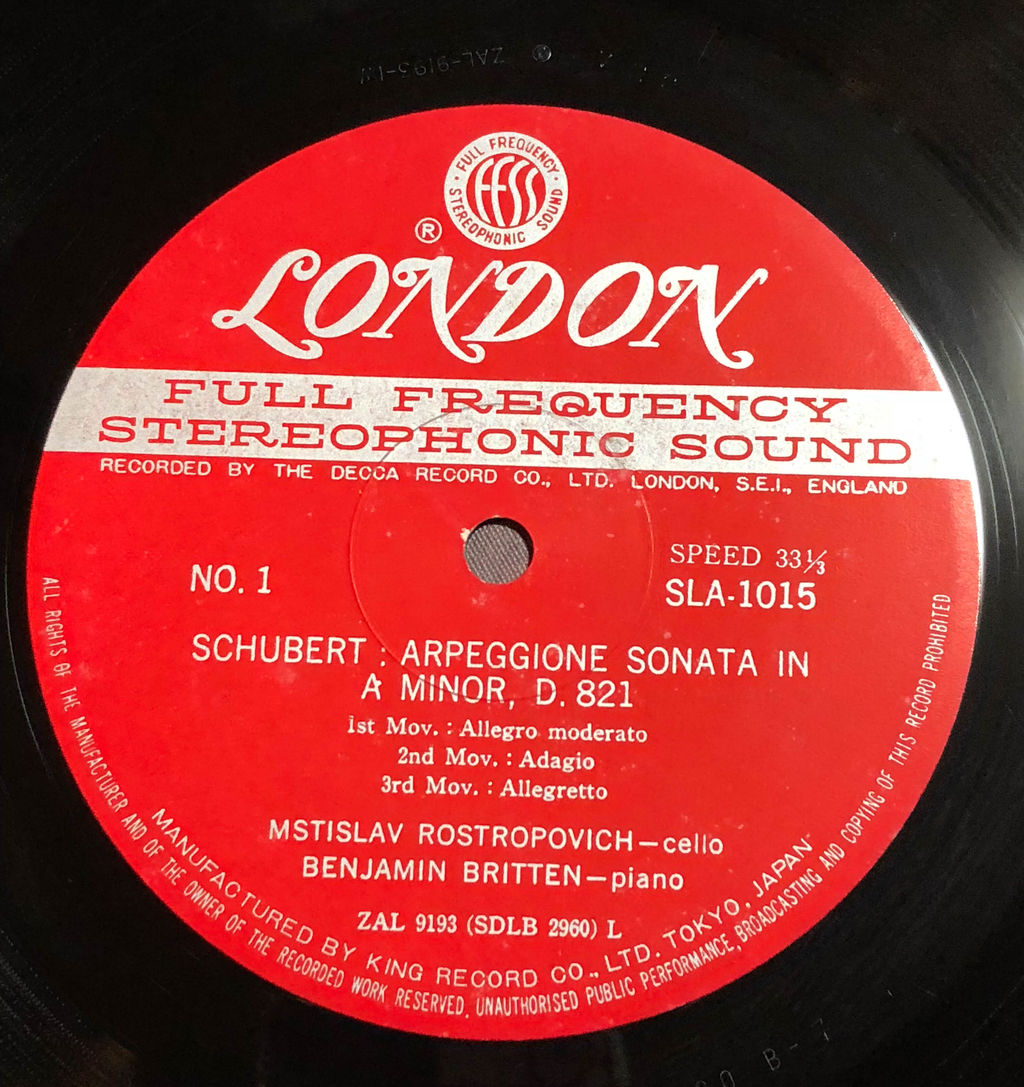 ZAL-9193-1W
FULL FREQUENCY
FFSS
STEREOPHONIC SOUND
®
LONDON
FULL FREQUENCY
STEREOPHONIC SOUND
RECORDED BY THE DECCA RECORD CO., LTD. LONDON, S.E.I., ENGLAND
NO. 1
SPEED 33⅓
SLA-1015
SCHUBERT : ARPEGGIONE SONATA IN
A MINOR, D. 821
1st Mov. : Allegro moderato
2nd Mov. : Adagio
3rd Mov. : Allegretto
MSTISLAV ROSTROPOVICH—cello
BENJAMIN BRITTEN—piano
ZAL 9193 (SDLB 2960) L
MANUFACTURED BY KING RECORD CO., LTD. TOKYO, JAPAN
ALL RIGHTS OF THE MANUFACTURER AND OF THE OWNER OF THE RECORDED WORK RESERVED. UNAUTHORISED PUBLIC PERFORMANCE, BROADCASTING AND COPYING OF THIS RECORD PROHIBITED
B-7